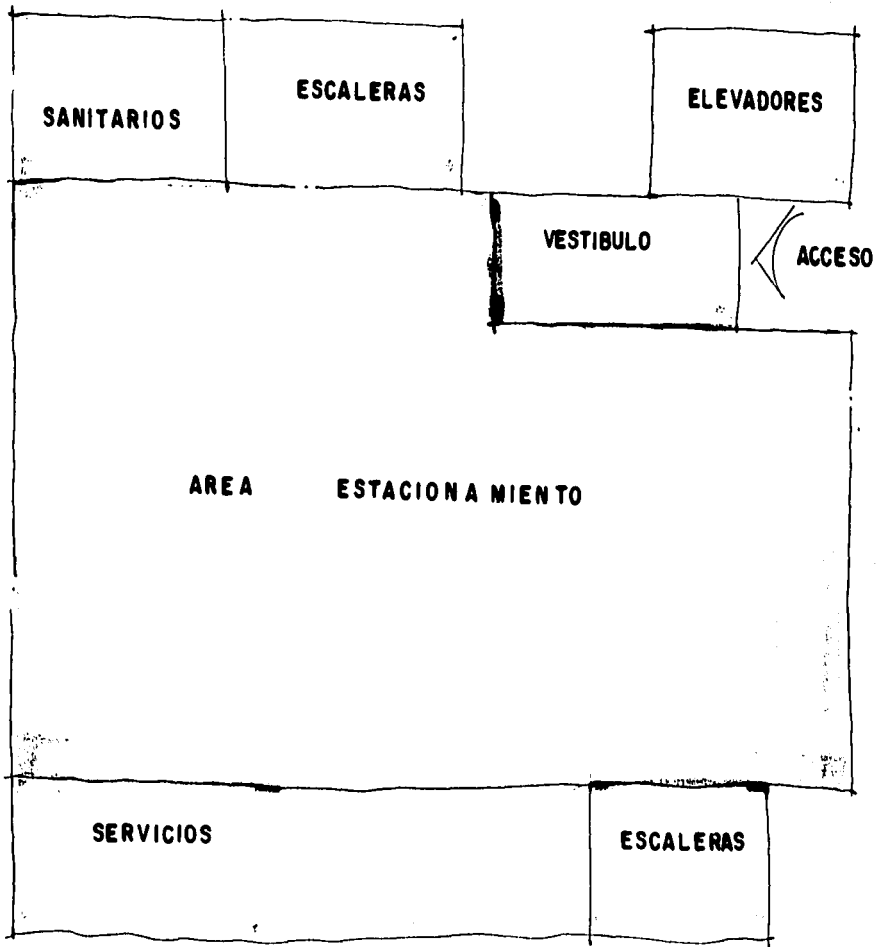 ESCALERAS
ELEVADORES
SANITARIOS
VESTIBULO
ACCESO
AREA ESTACIONAMIENTO
SERVICIOS
ESCALERAS